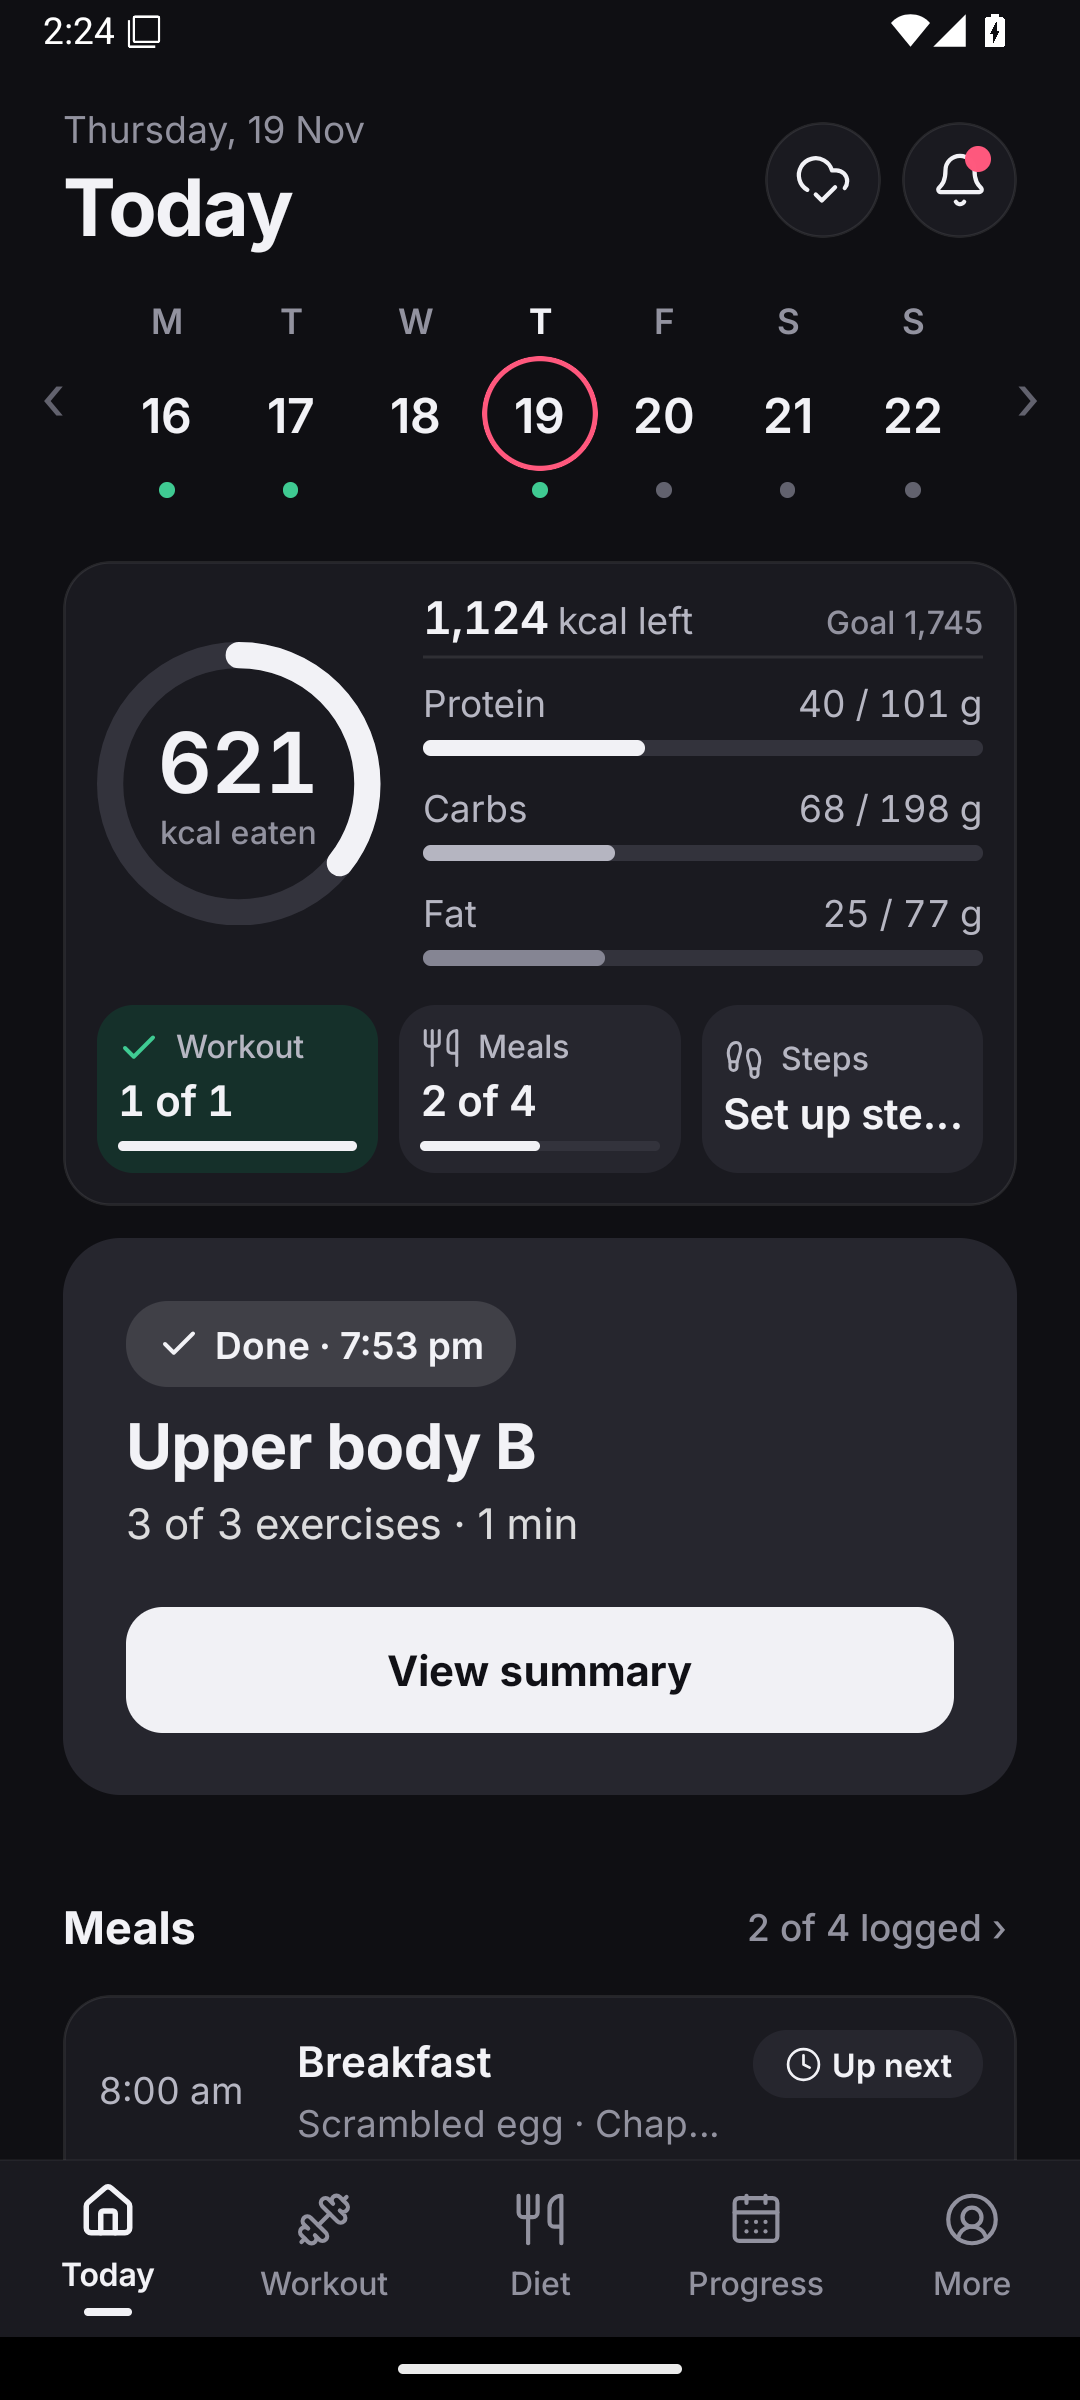 2:24
Thursday, 19 Nov
Today
M T W T F S S
‹ 16 17 18 19 20 21 22 ›
1,124 kcal left Goal 1,745
621
kcal eaten
Protein 40 / 101 g
Carbs 68 / 198 g
Fat 25 / 77 g
Workout
1 of 1
Meals
2 of 4
Steps
Set up ste...
Done · 7:53 pm
Upper body B
3 of 3 exercises · 1 min
View summary
Meals 2 of 4 logged ›
8:00 am
Breakfast
Up next
Scrambled egg · Chap...
Today Workout Diet Progress More